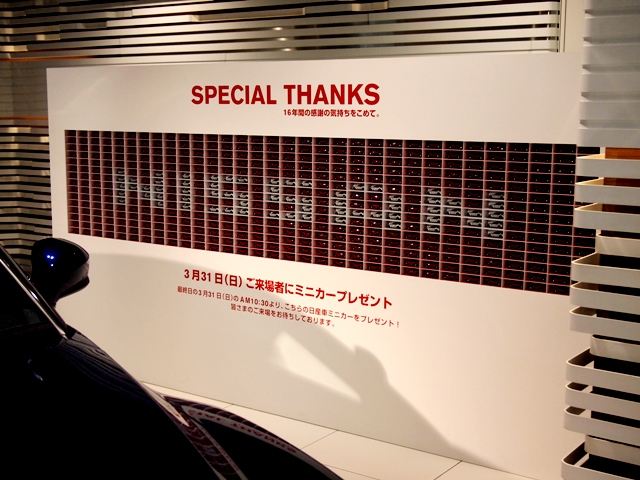 SPECIAL THANKS
16年間の感謝の気持ちをこめて。
3月31日(日)ご来場者にミニカープレゼント
最終日の3月31日(日)のAM10:30より、こちらの日産車ミニカーをプレゼント!
皆さまのご来場をお待ちしております。